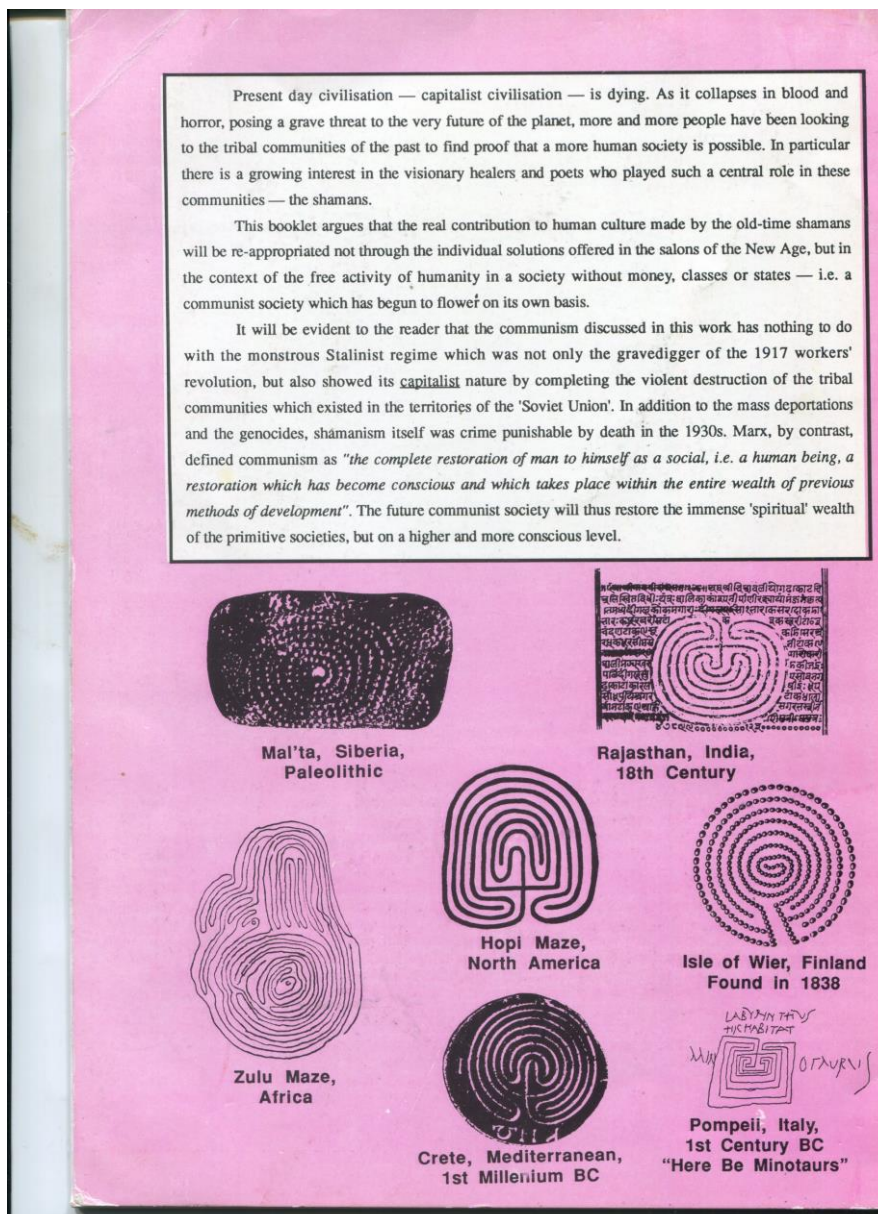 Present day civilisation — capitalist civilisation — is dying. As it collapses in blood and
horror, posing a grave threat to the very future of the planet, more and more people have been looking
to the tribal communities of the past to find proof that a more human society is possible. In particular
there is a growing interest in the visionary healers and poets who played such a central role in these
communities — the shamans.
This booklet argues that the real contribution to human culture made by the old-time shamans
will be re-appropriated not through the individual solutions offered in the salons of the New Age, but in
the context of the free activity of humanity in a society without money, classes or states — i.e. a
communist society which has begun to flower on its own basis.
It will be evident to the reader that the communism discussed in this work has nothing to do
with the monstrous Stalinist regime which was not only the gravedigger of the 1917 workers'
revolution, but also showed its capitalist nature by completing the violent destruction of the tribal
communities which existed in the territories of the 'Soviet Union'. In addition to the mass deportations
and the genocides, shamanism itself was crime punishable by death in the 1930s. Marx, by contrast,
defined communism as "the complete restoration of man to himself as a social, i.e. a human being, a
restoration which has become conscious and which takes place within the entire wealth of previous
methods of development". The future communist society will thus restore the immense 'spiritual' wealth
of the primitive societies, but on a higher and more conscious level.
Mal'ta, Siberia,
Paleolithic
Rajasthan, India,
18th Century
Hopi Maze,
North America
Isle of Wier, Finland
Found in 1838
Zulu Maze,
Africa
Crete, Mediterranean,
1st Millenium BC
LABYRINTHUS
HIC HABITAT
MINOTAURUS
Pompeii, Italy,
1st Century BC
"Here Be Minotaurs"